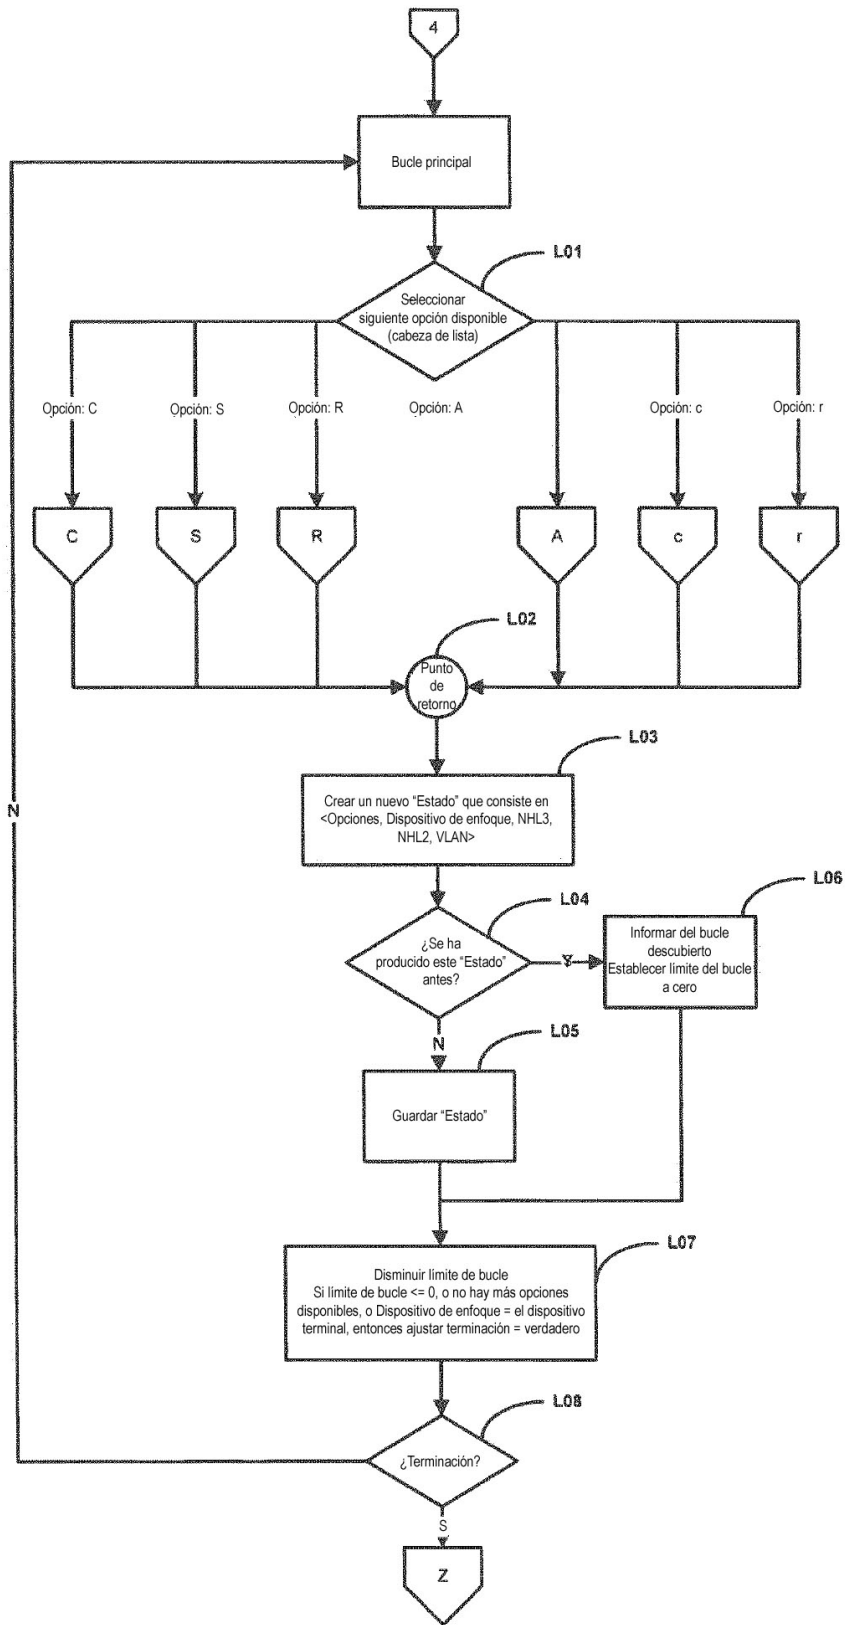 4
Bucle principal
L01
Seleccionar
siguiente opción disponible
(cabeza de lista)
Opción: C
Opción: S
Opción: R
Opción: A
Opción: c
Opción: r
C
S
R
A
c
r
L02
Punto
de
retorno
L03
Crear un nuevo “Estado” que consiste en
<Opciones, Dispositivo de enfoque, NHL3,
NHL2, VLAN>
N
L04
¿Se ha
producido este “Estado”
antes?
L06
Informar del bucle
descubierto
Establecer límite del bucle
a cero
N
L05
Guardar “Estado”
L07
Disminuir límite de bucle
Si límite de bucle <= 0, o no hay más opciones
disponibles, o Dispositivo de enfoque = el dispositivo
terminal, entonces ajustar terminación = verdadero
L08
¿Terminación?
S
Z